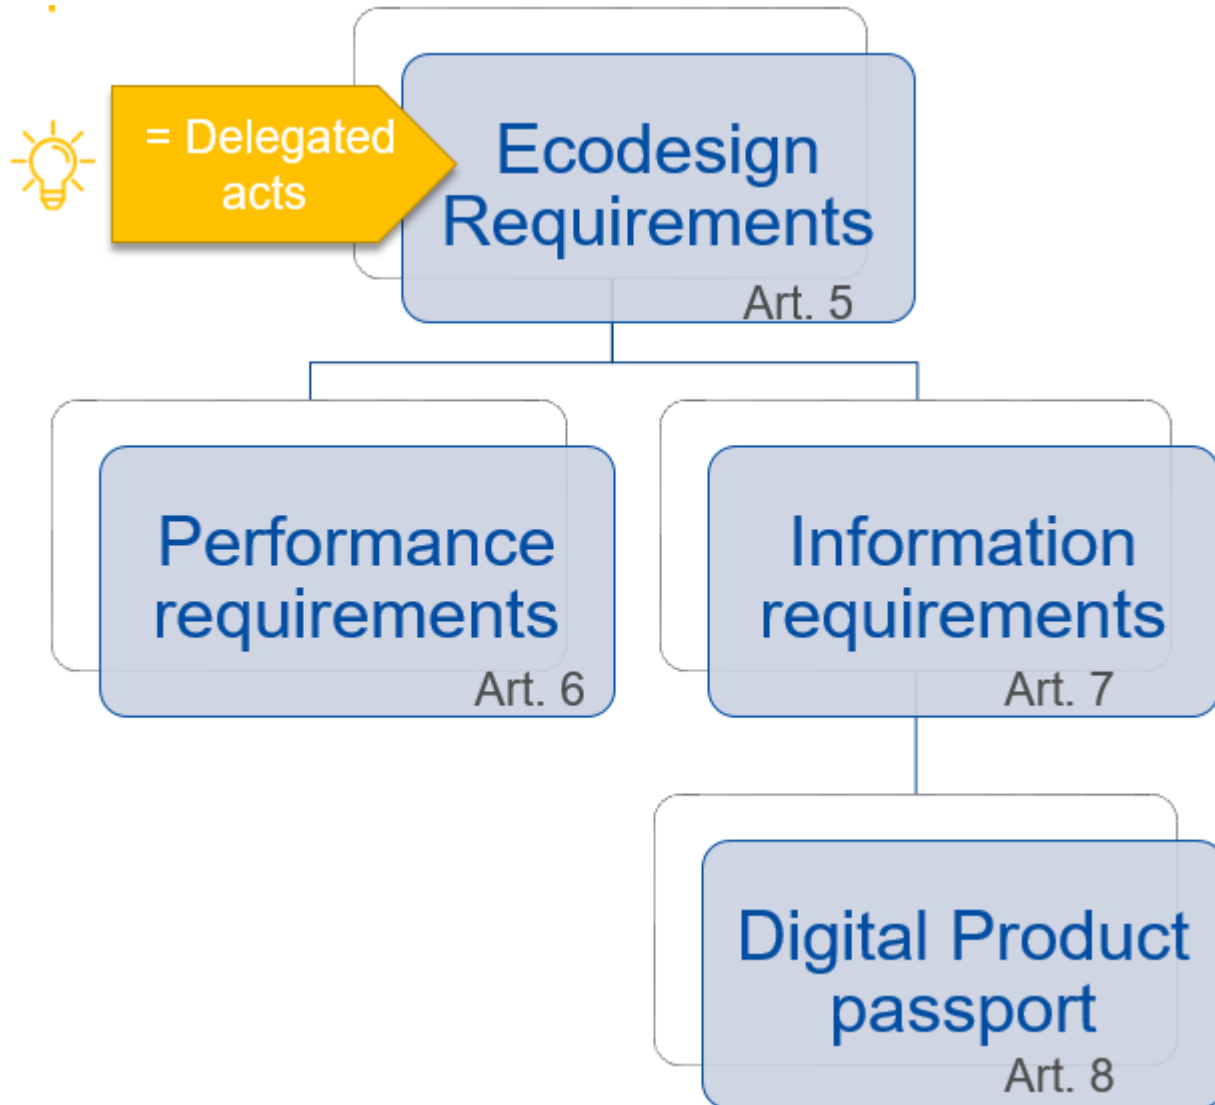 = Delegated
acts
Ecodesign
Requirements
Art. 5
Performance
requirements
Art. 6
Information
requirements
Art. 7
Digital Product
passport
Art. 8